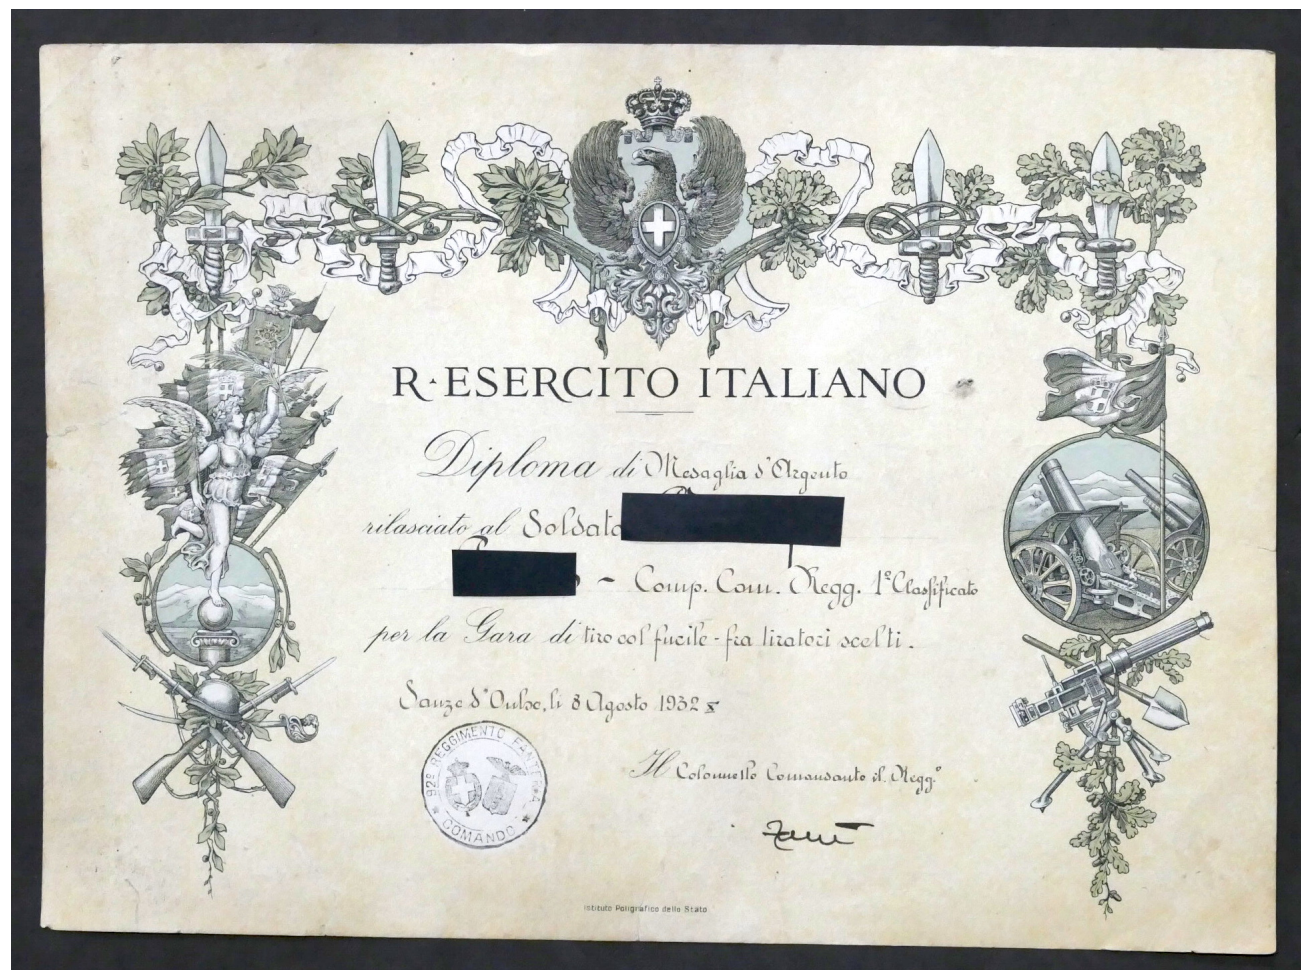 R. ESERCITO ITALIANO
Diploma di Medaglia d'Argento
rilasciato al Soldato
- Comp. Com. Regg. 1º Classificato
per la Gara di tiro col fucile - fra tiratori scelti.
Sauze d'Oulx, li 8 Agosto 1932 X
92º REGGIMENTO FANTERIA
COMANDO
Il Colonnello Comandante il Regg.º
Istituto Poligrafico dello Stato